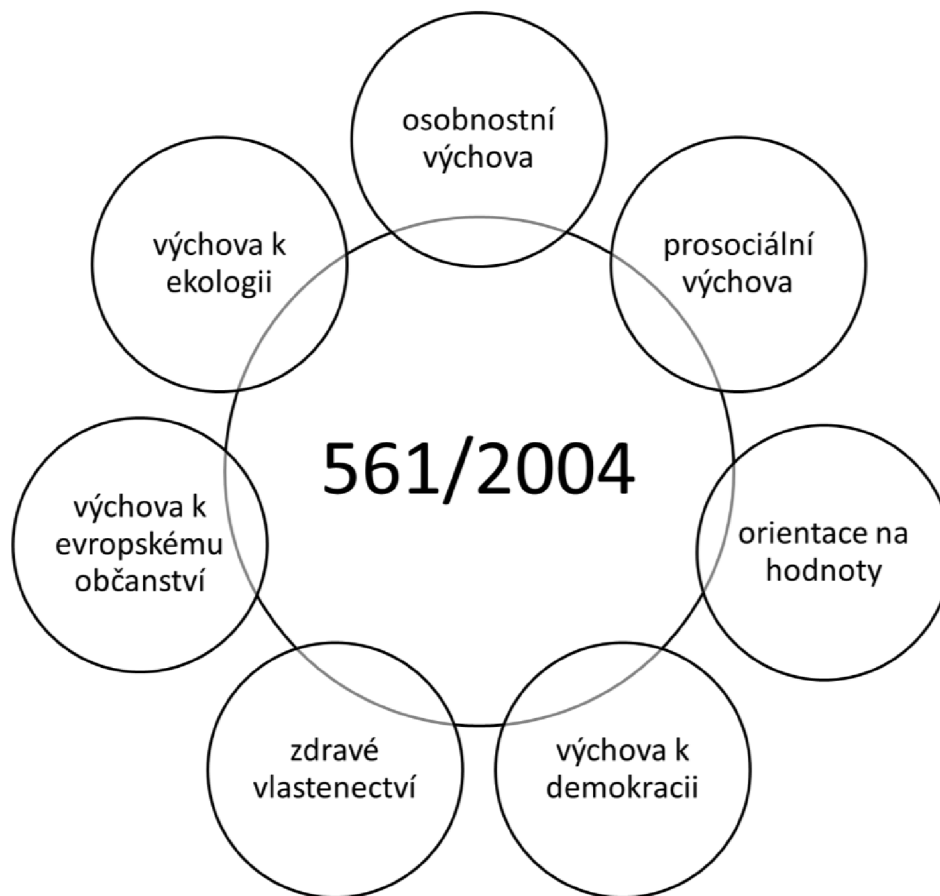 osobnostní
výchova
prosociální
výchova
orientace na
hodnoty
výchova k
demokracii
zdravé
vlastenectví
výchova k
evropskému
občanství
výchova k
ekologii
561/2004